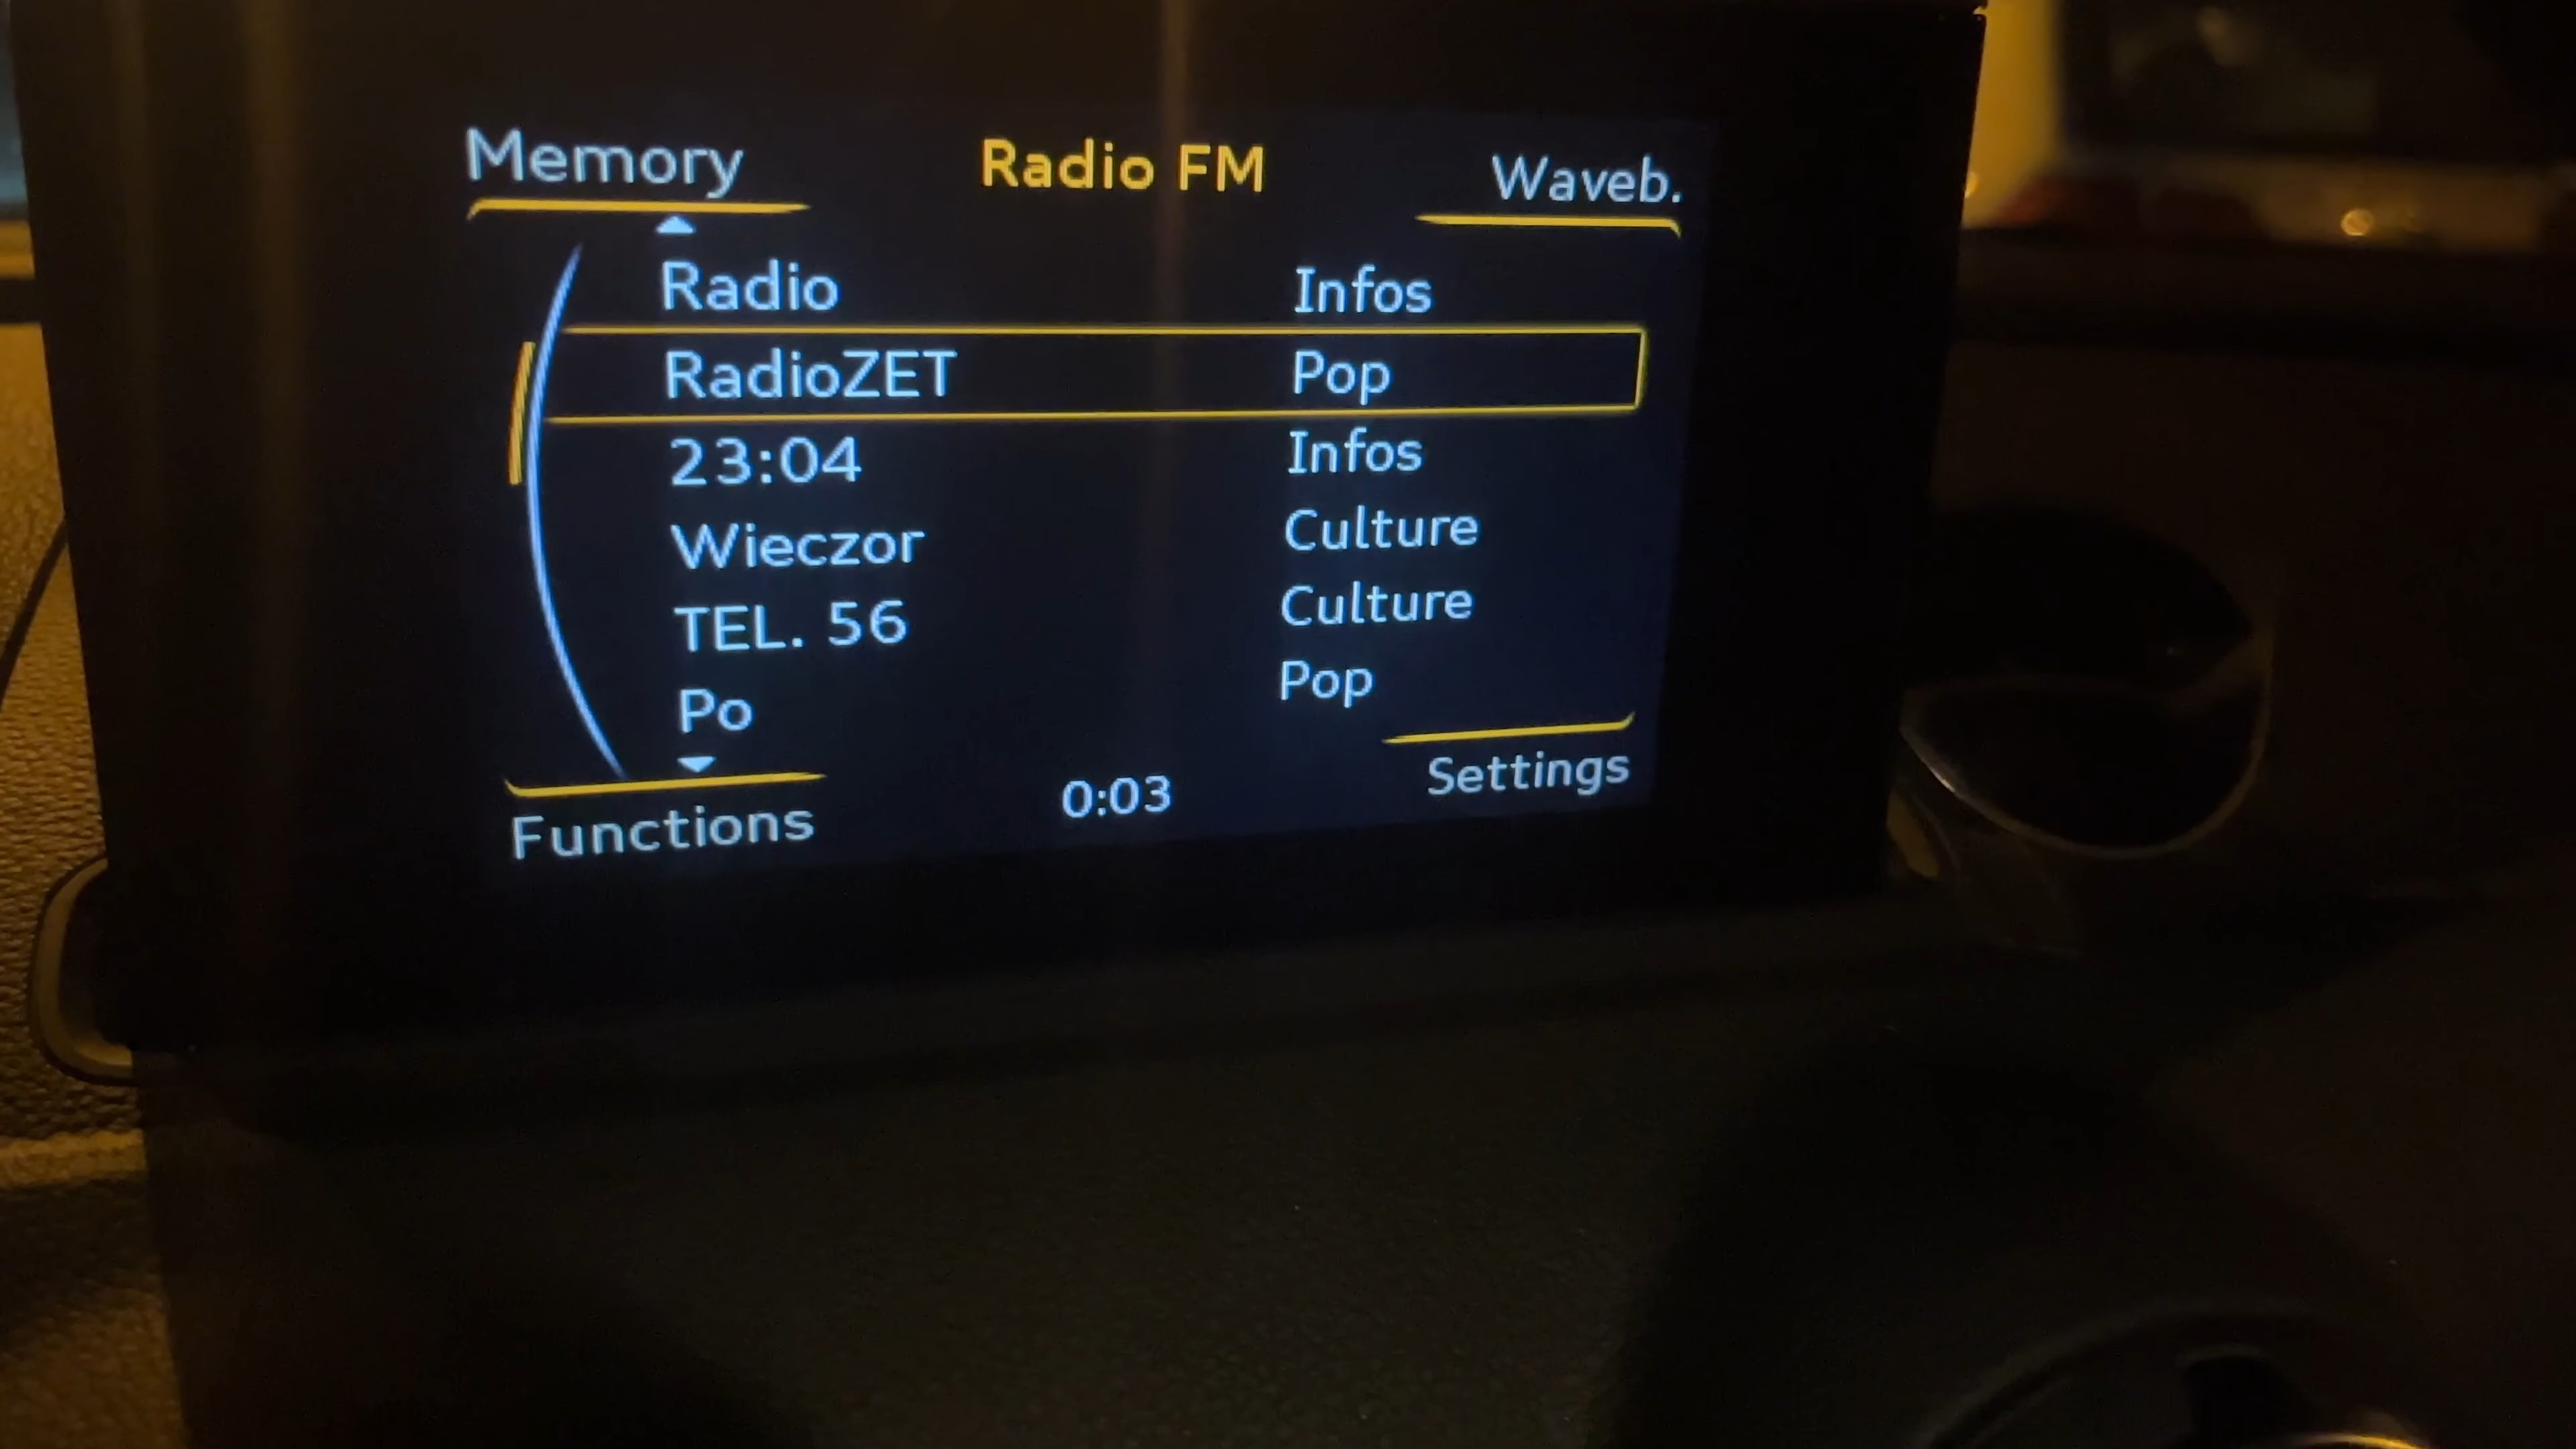 Memory Radio FM Waveb.
Radio Infos
RadioZET Pop
23:04 Infos
Wieczor Culture
TEL. 56 Culture
Po Pop
Functions 0:03 Settings